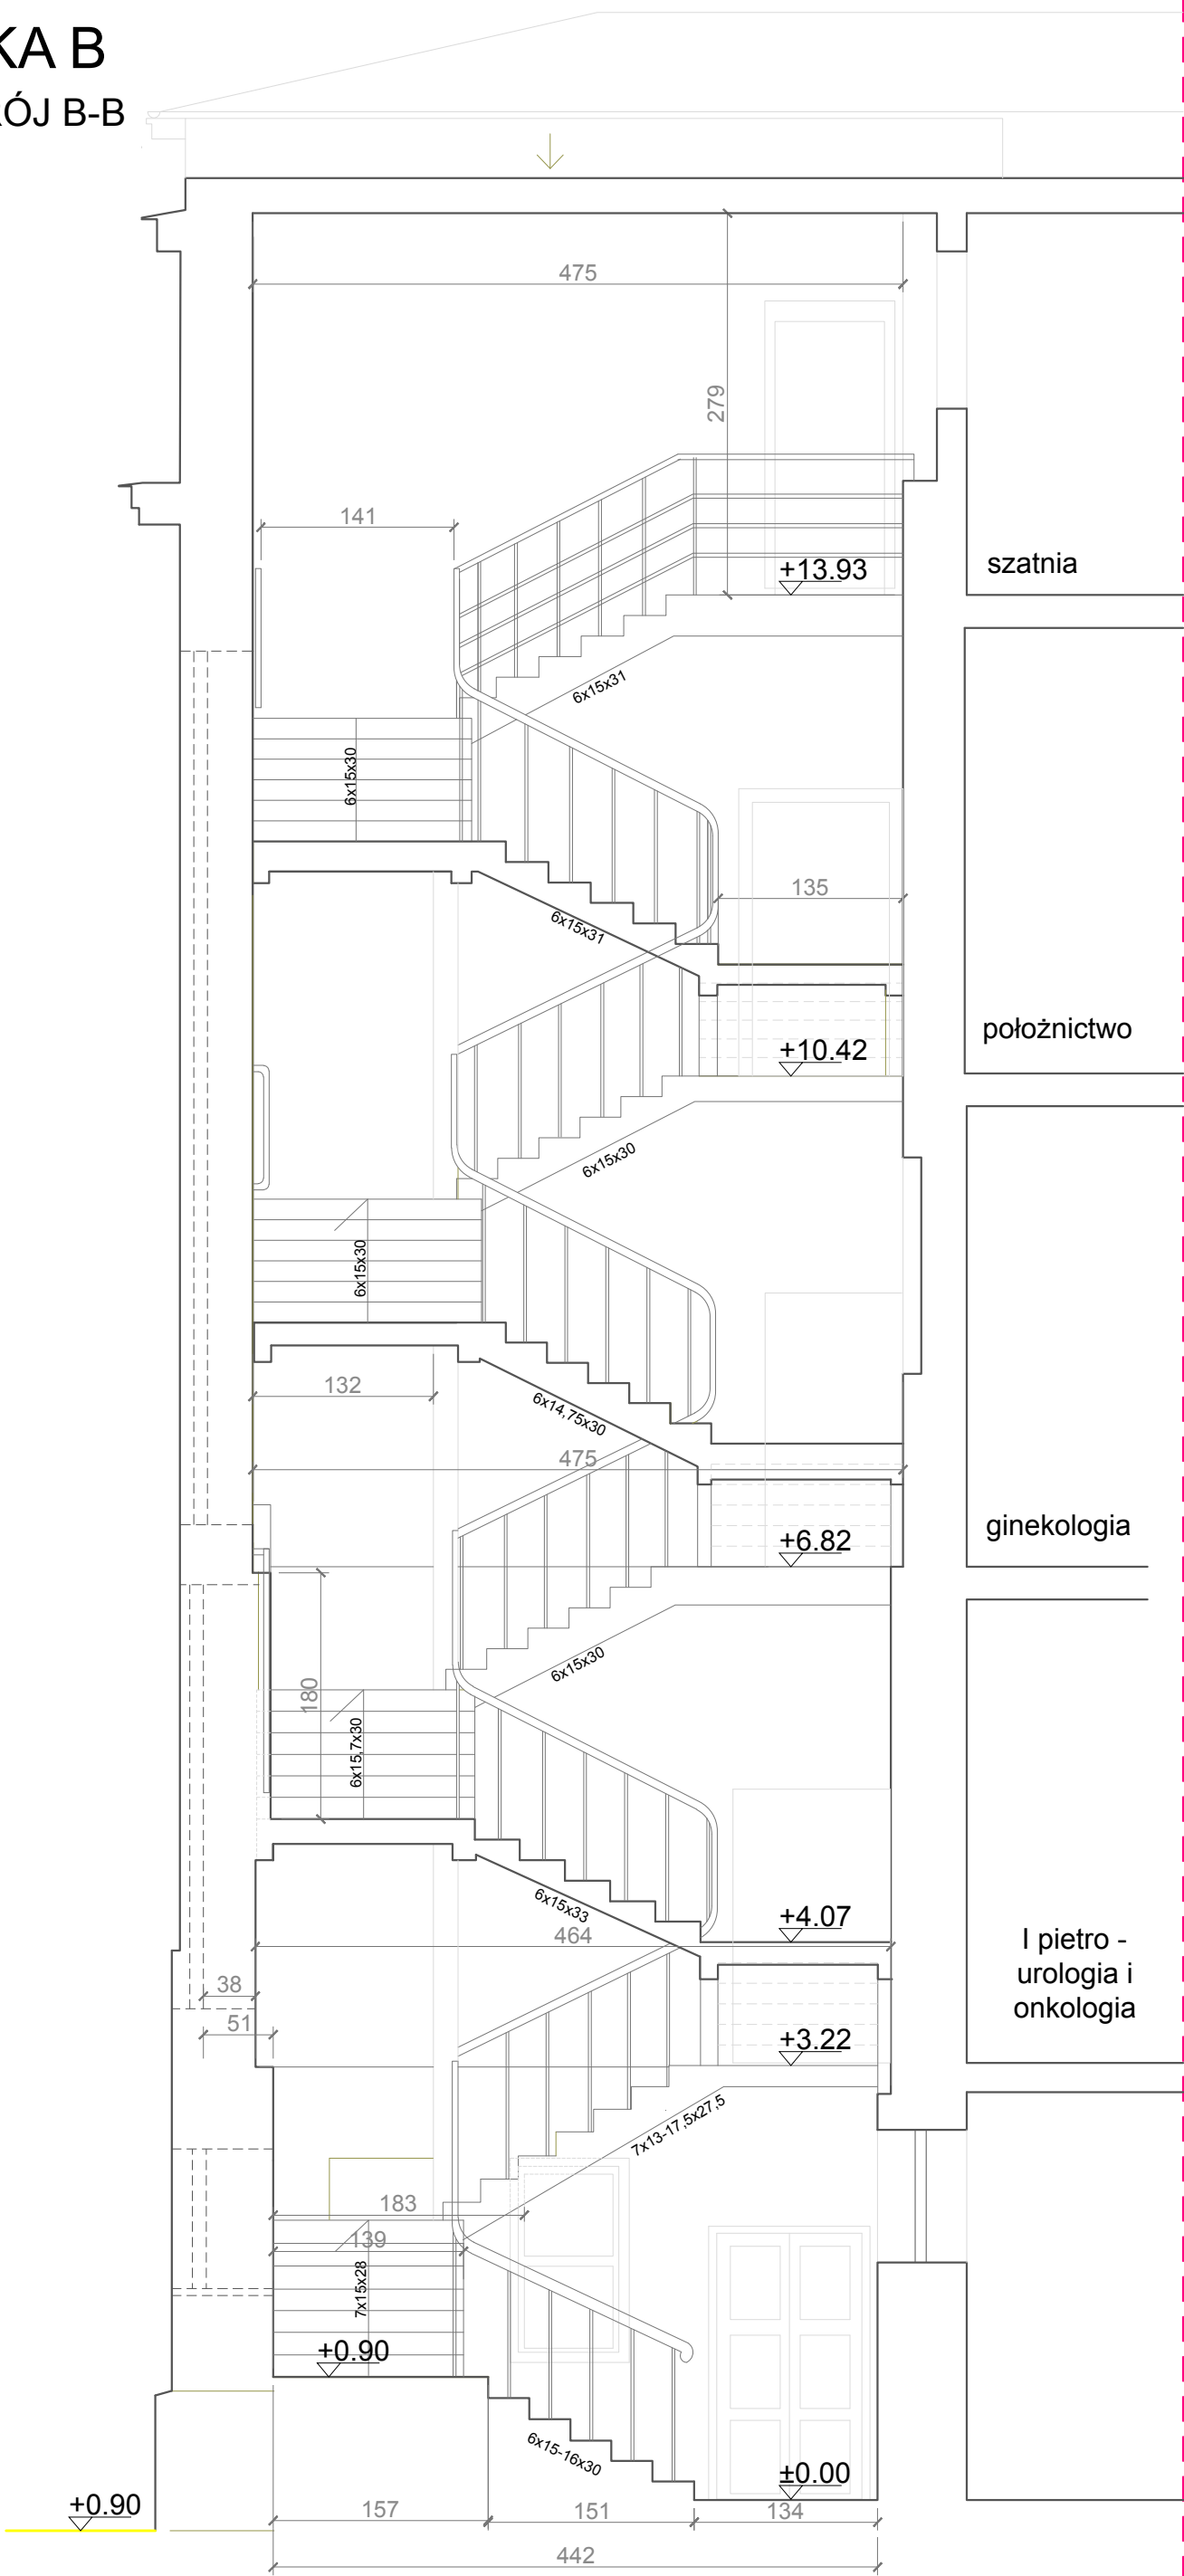 KA B
RÓJ B-B
475
279
141
+13.93
szatnia
6x15x31
6x15x30
135
6x15x31
położnictwo
+10.42
6x15x30
6x15x30
132
6x14,75x30
475
ginekologia
+6.82
6x15x30
180
6x15,7x30
6x15x33
+4.07
464
I pietro -
urologia i
onkologia
38
51
+3.22
7x13-17,5x27,5
183
139
7x15x28
+0.90
6x15-16x30
±0.00
+0.90
157
151
134
442